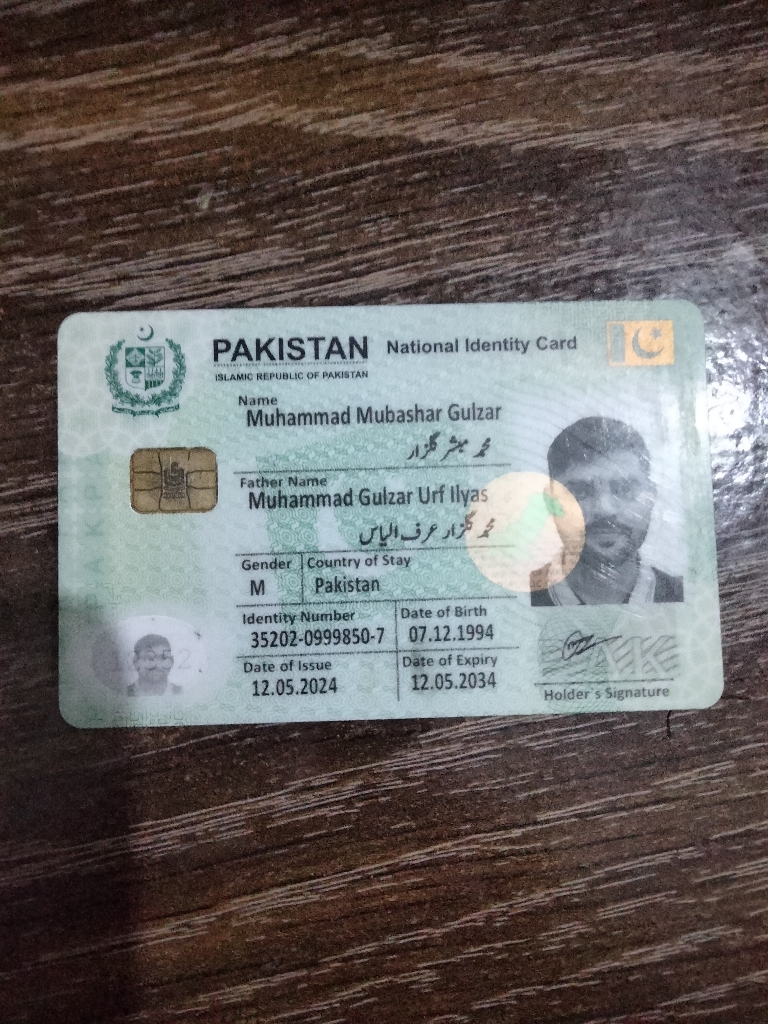 PAKISTAN National Identity Card
ISLAMIC REPUBLIC OF PAKISTAN
Name
Muhammad Mubashar Gulzar
محمد مبشر گلزار
Father Name
Muhammad Gulzar Urf Ilyas
محمد گلزار عرف الیاس
Gender Country of Stay
M Pakistan
Identity Number Date of Birth
35202-0999850-7 07.12.1994
Date of Issue Date of Expiry
12.05.2024 12.05.2034
Holder`s Signature